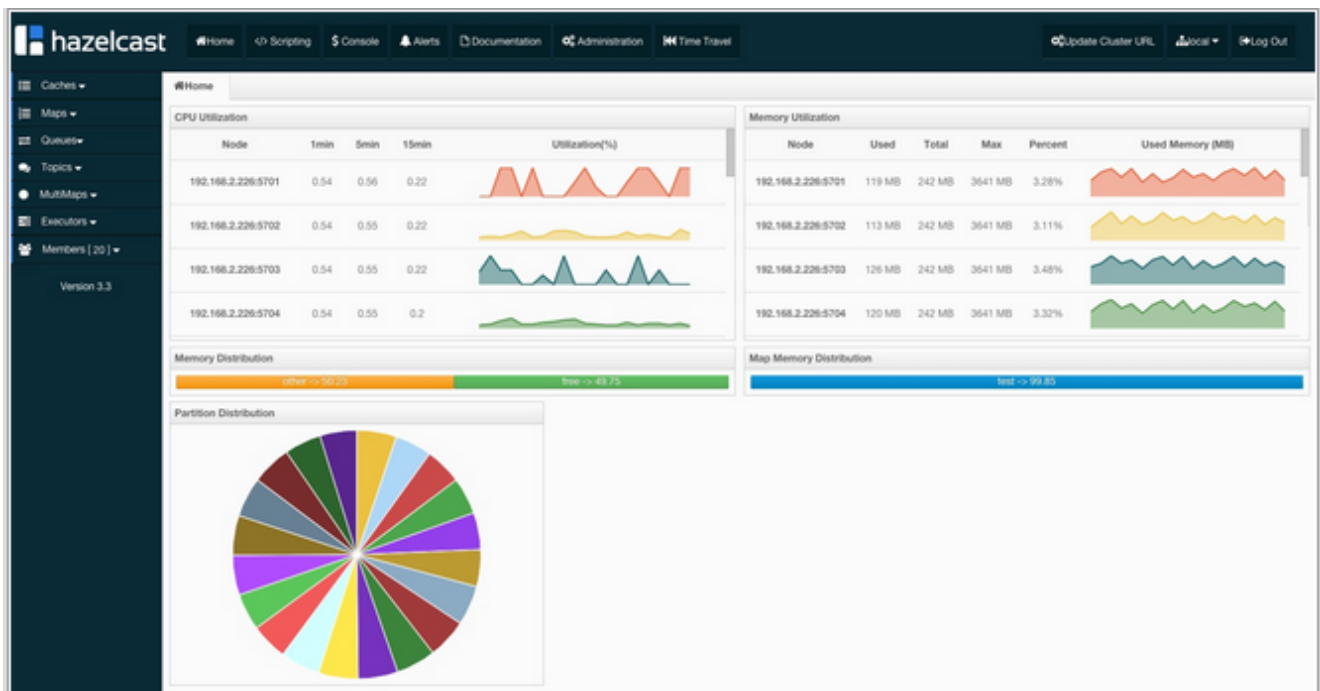 hazelcast Home </> Scripting $ Console Alerts Documentation Administration Time Travel Update Cluster URL local Log Out
Caches
Maps
Queues
Topics
MultiMaps
Executors
Members [ 20 ]
Version 3.3
Home
CPU Utilization
Node 1min 5min 15min Utilization(%)
192.168.2.226:5701 0.54 0.56 0.22
192.168.2.226:5702 0.54 0.55 0.22
192.168.2.226:5703 0.54 0.55 0.22
192.168.2.226:5704 0.54 0.55 0.2
Memory Utilization
Node Used Total Max Percent Used Memory (MB)
192.168.2.226:5701 119 MB 242 MB 3641 MB 3.28%
192.168.2.226:5702 113 MB 242 MB 3641 MB 3.11%
192.168.2.226:5703 126 MB 242 MB 3641 MB 3.48%
192.168.2.226:5704 120 MB 242 MB 3641 MB 3.32%
Memory Distribution
other -> 50.23 free -> 49.75
Map Memory Distribution
test -> 99.85
Partition Distribution